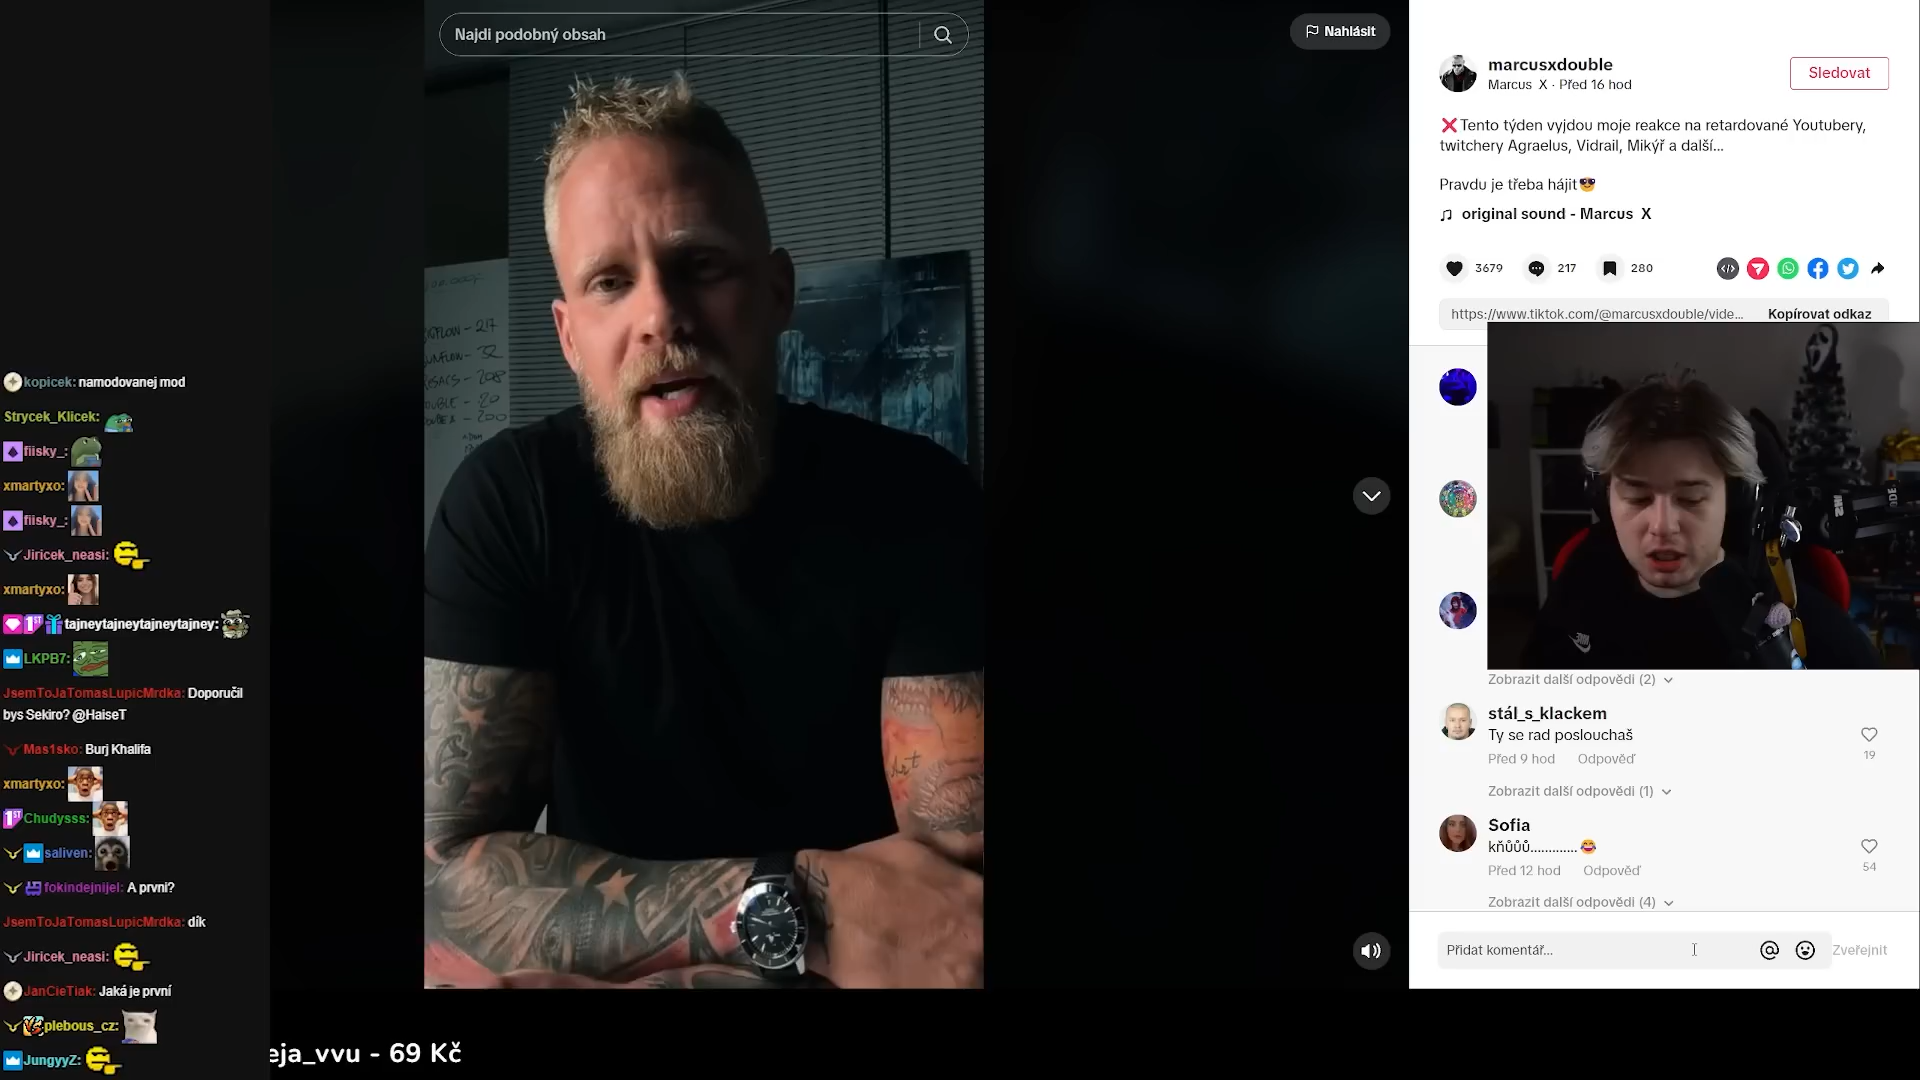 Najdi podobný obsah
Nahlásit
kopicek: namodovanej mod
Strycek_Klicek:
fiisky_:
xmartyxo:
fiisky_:
Jiricek_neasi:
xmartyxo:
1ST tajneytajneytajneytajney:
LKPB7:
JsemToJaTomasLupicMrdka: Doporučil
bys Sekiro? @HaiseT
Mas1sko: Burj Khalifa
xmartyxo:
1ST Chudysss:
saliven:
fokindejnijel: A prvni?
JsemToJaTomasLupicMrdka: dík
Jiricek_neasi:
JanCieTiak: Jaká je první
plebous_cz:
JungyyZ:
eja_vvu - 69 Kč
marcusxdouble
Marcus X · Před 16 hod
Sledovat
❌Tento týden vyjdou moje reakce na retardované Youtubery,
twitchery Agraelus, Vidrail, Mikýř a další...
Pravdu je třeba hájit😎
♫ original sound - Marcus X
3679
217
280
https://www.tiktok.com/@marcusxdouble/vide...
Kopírovat odkaz
Zobrazit další odpovědi (2)
stál_s_klackem
Ty se rad posloucháš
19
Před 9 hod Odpověď
Zobrazit další odpovědi (1)
Sofia
kňůůů.............😂
54
Před 12 hod Odpověď
Zobrazit další odpovědi (4)
Přidat komentář...
Zveřejnit